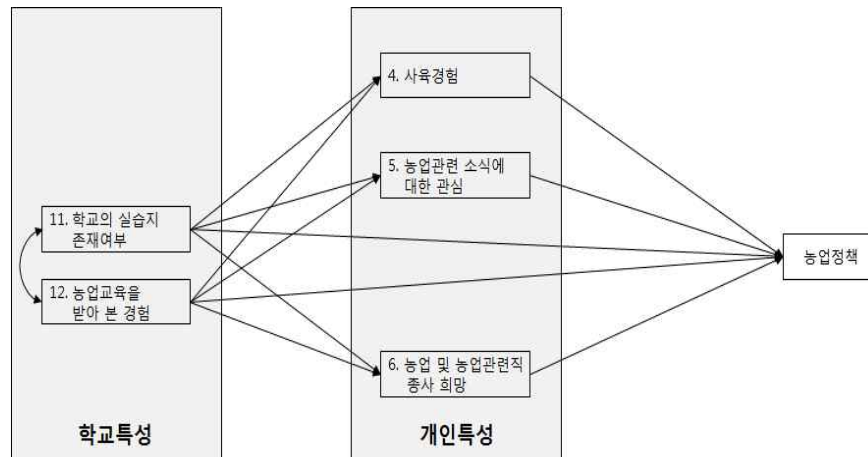 4. 사육경험
5. 농업관련 소식에
대한 관심
11. 학교의 실습지
존재여부
농업정책
12. 농업교육을
받아 본 경험
6. 농업 및 농업관련직
종사 희망
학교특성
개인특성